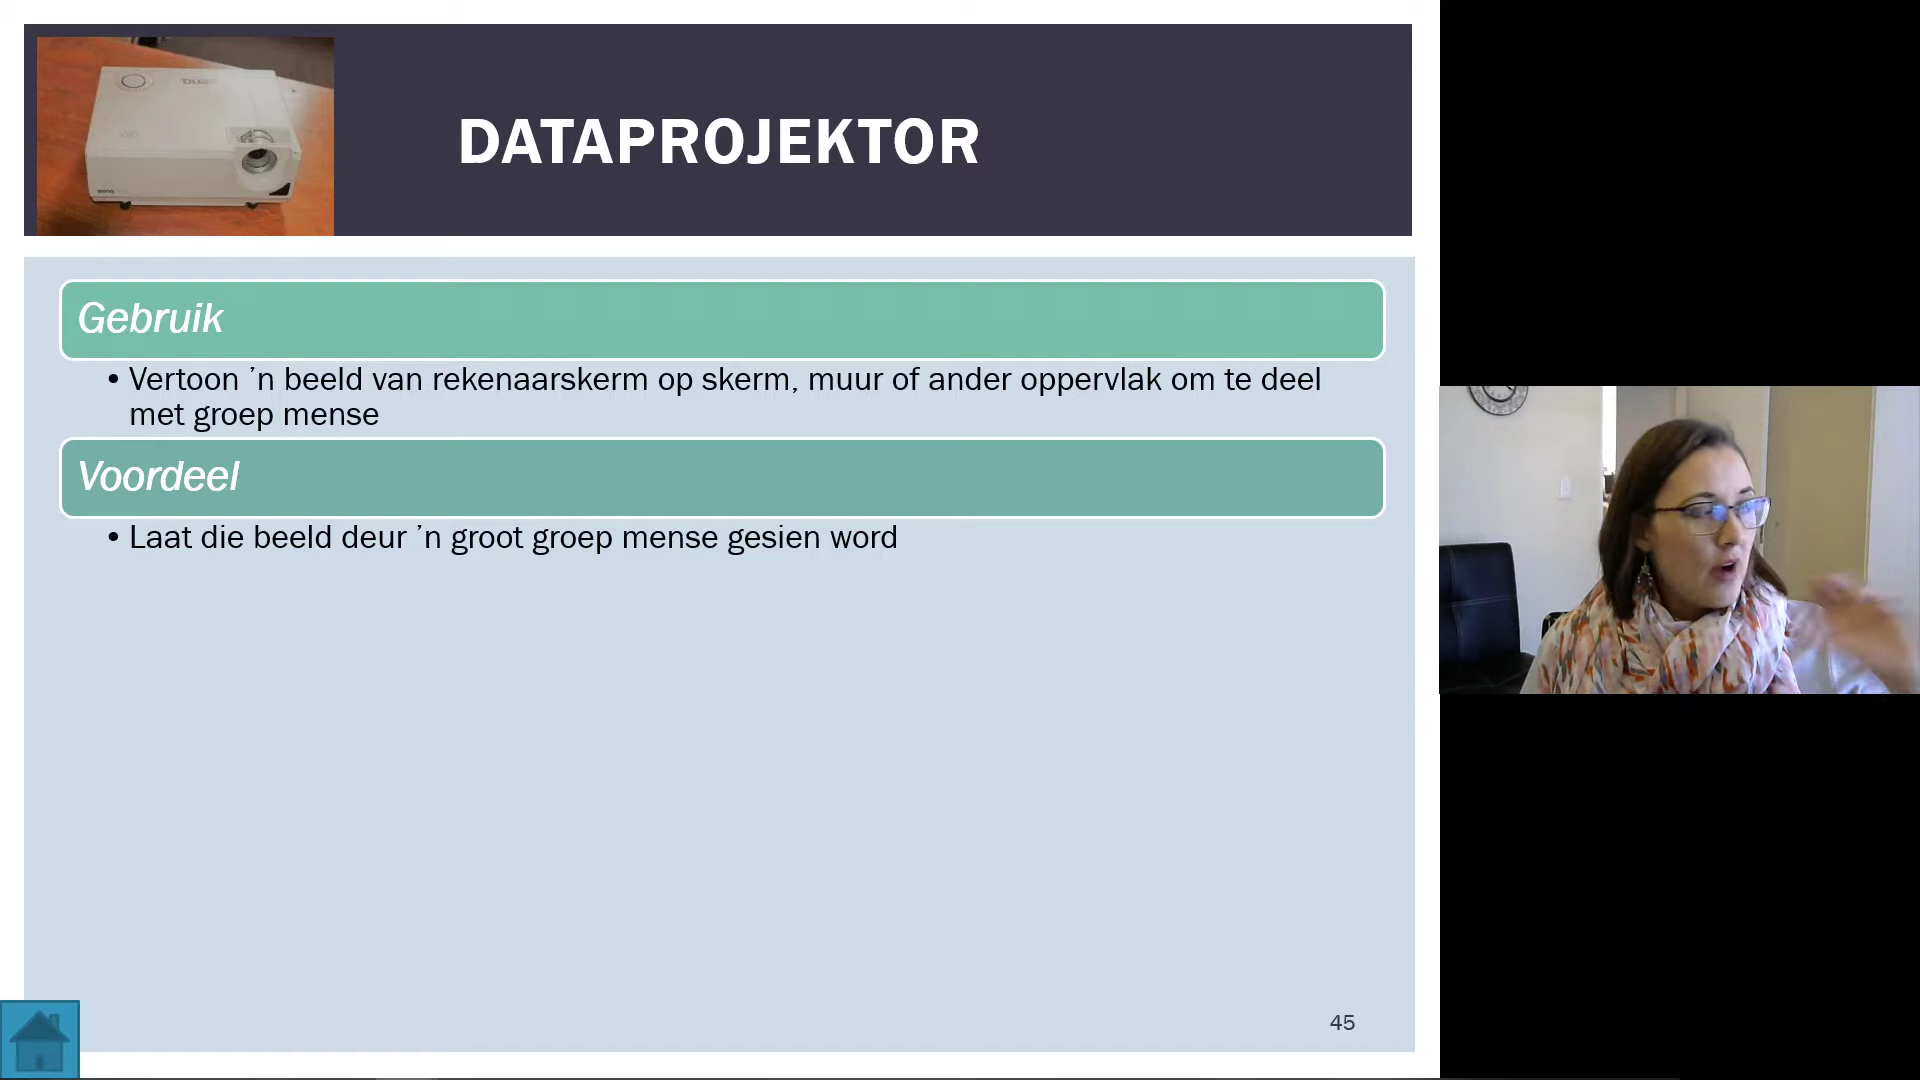 DATAPROJEKTOR
Gebruik
• Vertoon ’n beeld van rekenaarskerm op skerm, muur of ander oppervlak om te deel
met groep mense
Voordeel
• Laat die beeld deur ’n groot groep mense gesien word
45